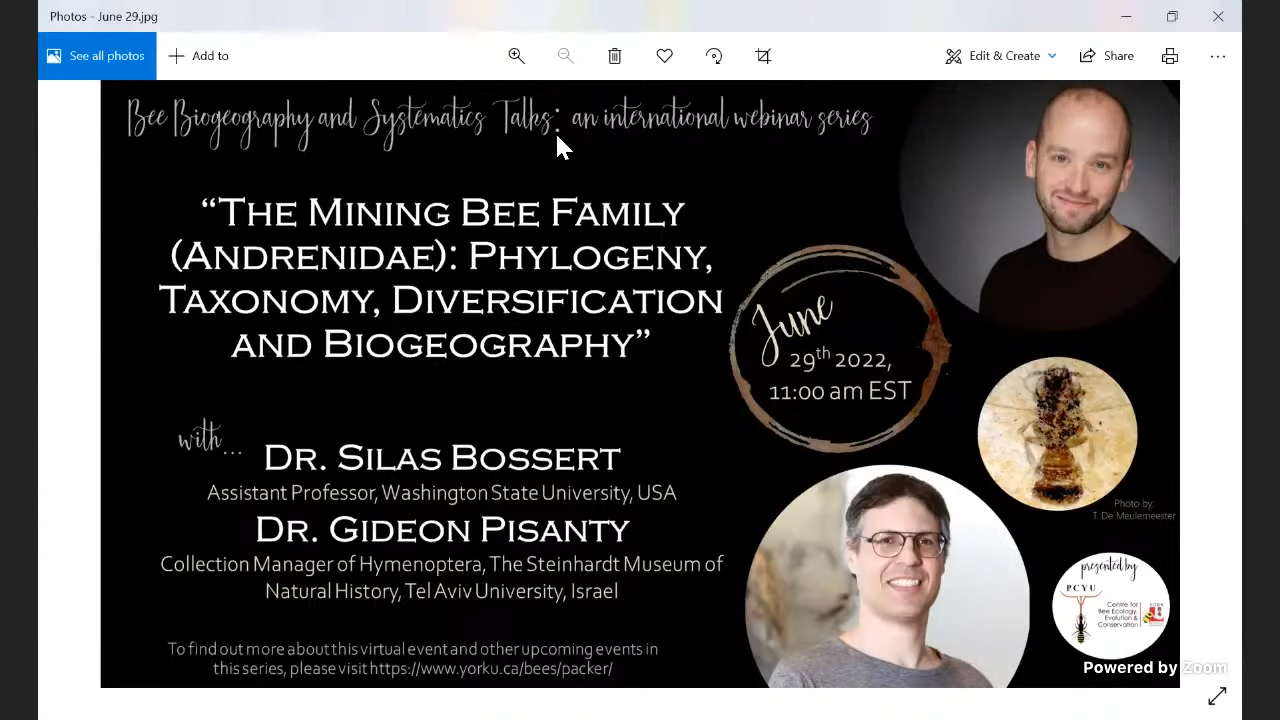 Photos - June 29.jpg
See all photos
Add to
Edit & Create
Share
Bee Biogeography and Systematics Talks: an international webinar series
“The Mining Bee Family
(Andrenidae): Phylogeny,
Taxonomy, Diversification
and Biogeography”
June
29th 2022,
11:00 am EST
with...
Dr. Silas Bossert
Assistant Professor, Washington State University, USA
Dr. Gideon Pisanty
Collection Manager of Hymenoptera, The Steinhardt Museum of
Natural History, Tel Aviv University, Israel
Photo by:
T. De Meulemeester
presented by
PCYU
Centre for
Bee Ecology,
Evolution &
Conservation
To find out more about this virtual event and other upcoming events in
this series, please visit https://www.yorku.ca/bees/packer/
Powered by Zoom